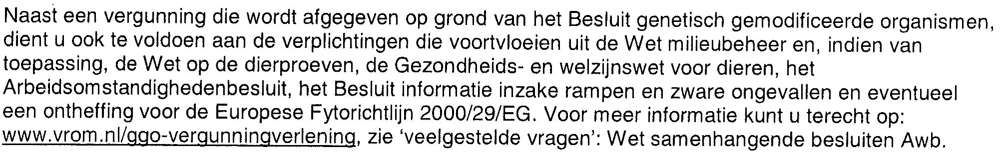 Naast een vergunning die wordt afgegeven op grond van het Besluit genetisch gemodificeerde organismen,
dient u ook te voldoen aan de verplichtingen die voortvloeien uit de Wet milieubeheer en, indien van
toepassing, de Wet op de dierproeven, de Gezondheids- en welzijnswet voor dieren, het
Arbeidsomstandighedenbesluit, het Besluit informatie inzake rampen en zware ongevallen en eventueel
een ontheffing voor de Europese Fytorichtlijn 2000/29/EG. Voor meer informatie kunt u terecht op:
www.vrom.nl/ggo-vergunningverlening, zie ‘veelgestelde vragen’: Wet samenhangende besluiten Awb.